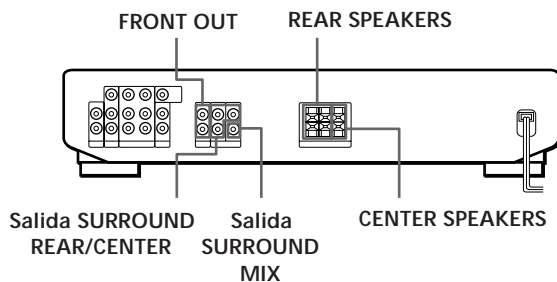 FRONT OUT
REAR SPEAKERS
Salida SURROUND
REAR/CENTER
Salida
SURROUND
MIX
CENTER SPEAKERS